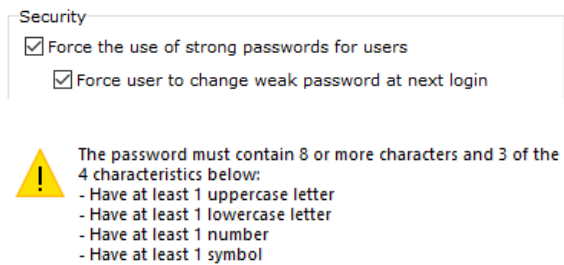 Security
Force the use of strong passwords for users
Force user to change weak password at next login
The password must contain 8 or more characters and 3 of the
4 characteristics below:
- Have at least 1 uppercase letter
- Have at least 1 lowercase letter
- Have at least 1 number
- Have at least 1 symbol